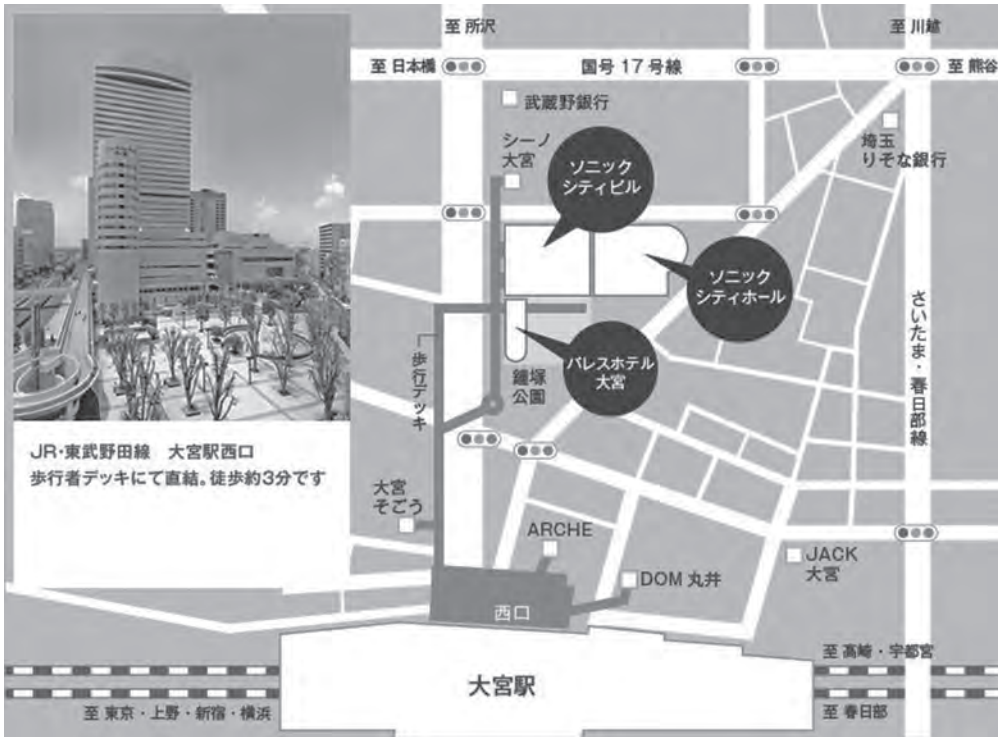 至 所沢
至 川越
至 日本橋
国号 17 号線
至 熊谷
武蔵野銀行
シーノ
大宮
ソニック
シティビル
埼玉
りそな銀行
ソニック
シティホール
さいたま・春日部線
パレスホテル
大宮
鐘塚
公園
歩行デッキ
JR・東武野田線 大宮駅西口
歩行者デッキにて直結。徒歩約3分です
大宮
そごう
ARCHE
JACK
大宮
DOM 丸井
西口
大宮駅
至 高崎・宇都宮
至 東京・上野・新宿・横浜
至 春日部